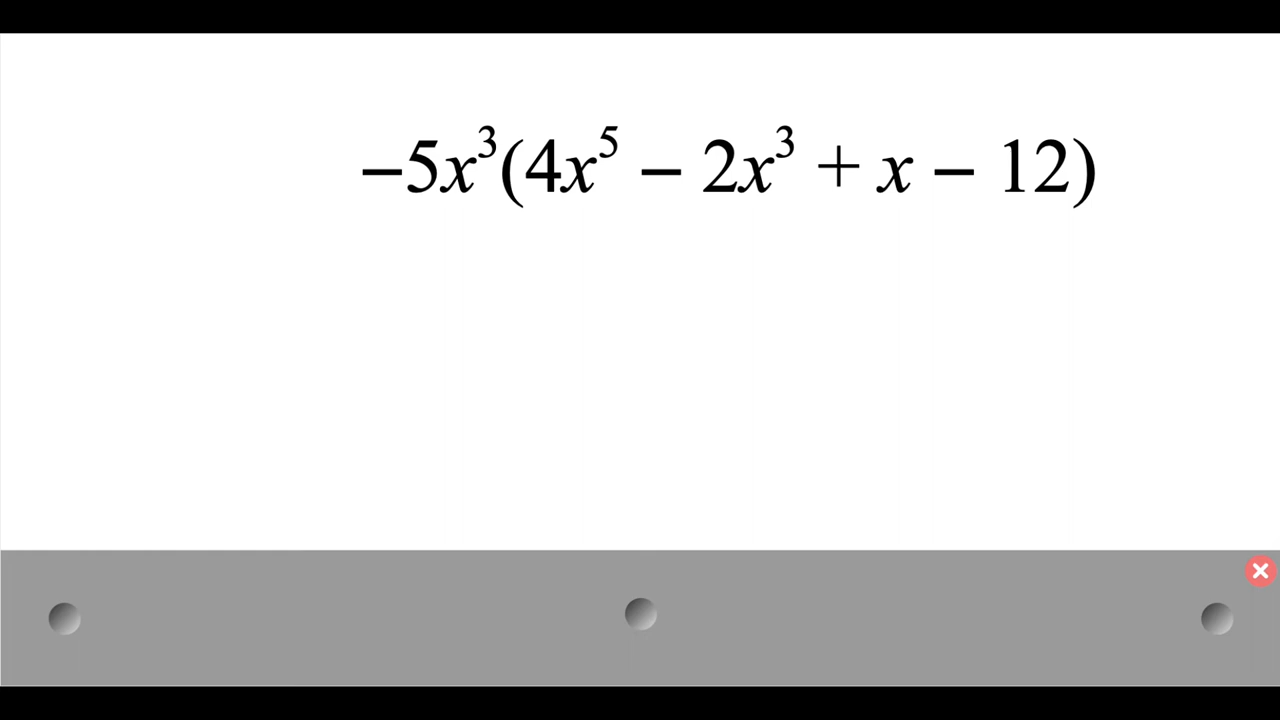 −5x³(4x⁵ − 2x³ + x − 12)